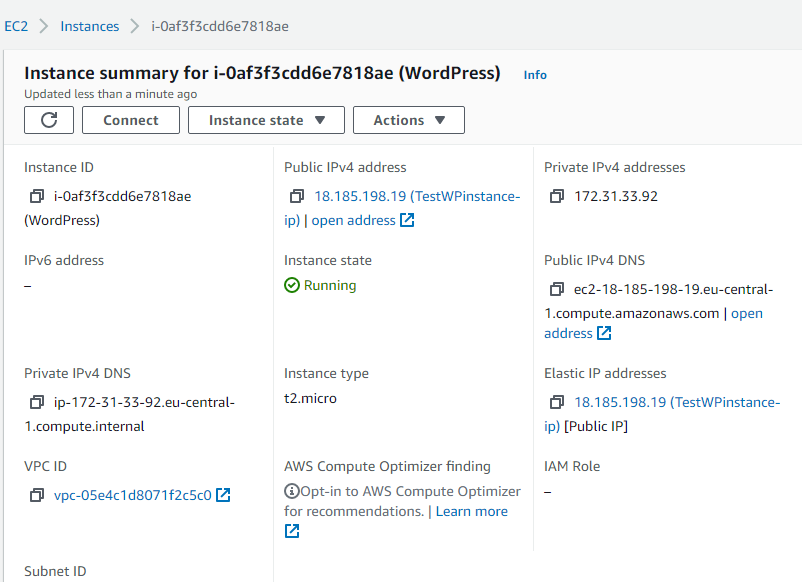 EC2 > Instances > i-0af3f3cdd6e7818ae
Instance summary for i-0af3f3cdd6e7818ae (WordPress) Info
Updated less than a minute ago
Connect Instance state ▼ Actions ▼
Instance ID
i-0af3f3cdd6e7818ae
(WordPress)
Public IPv4 address
18.185.198.19 (TestWPinstance-
ip) | open address
Private IPv4 addresses
172.31.33.92
IPv6 address
–
Instance state
Running
Public IPv4 DNS
ec2-18-185-198-19.eu-central-
1.compute.amazonaws.com | open
address
Private IPv4 DNS
ip-172-31-33-92.eu-central-
1.compute.internal
Instance type
t2.micro
Elastic IP addresses
18.185.198.19 (TestWPinstance-
ip) [Public IP]
VPC ID
vpc-05e4c1d8071f2c5c0
AWS Compute Optimizer finding
Opt-in to AWS Compute Optimizer
for recommendations. | Learn more
IAM Role
–
Subnet ID